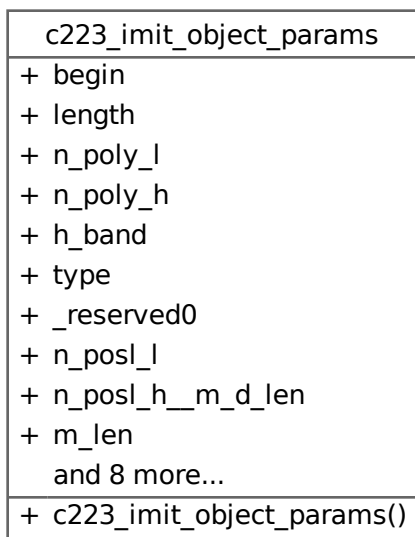 c223_imit_object_params
+ begin
+ length
+ n_poly_l
+ n_poly_h
+ h_band
+ type
+ _reserved0
+ n_posl_l
+ n_posl_h__m_d_len
+ m_len
and 8 more...
+ c223_imit_object_params()